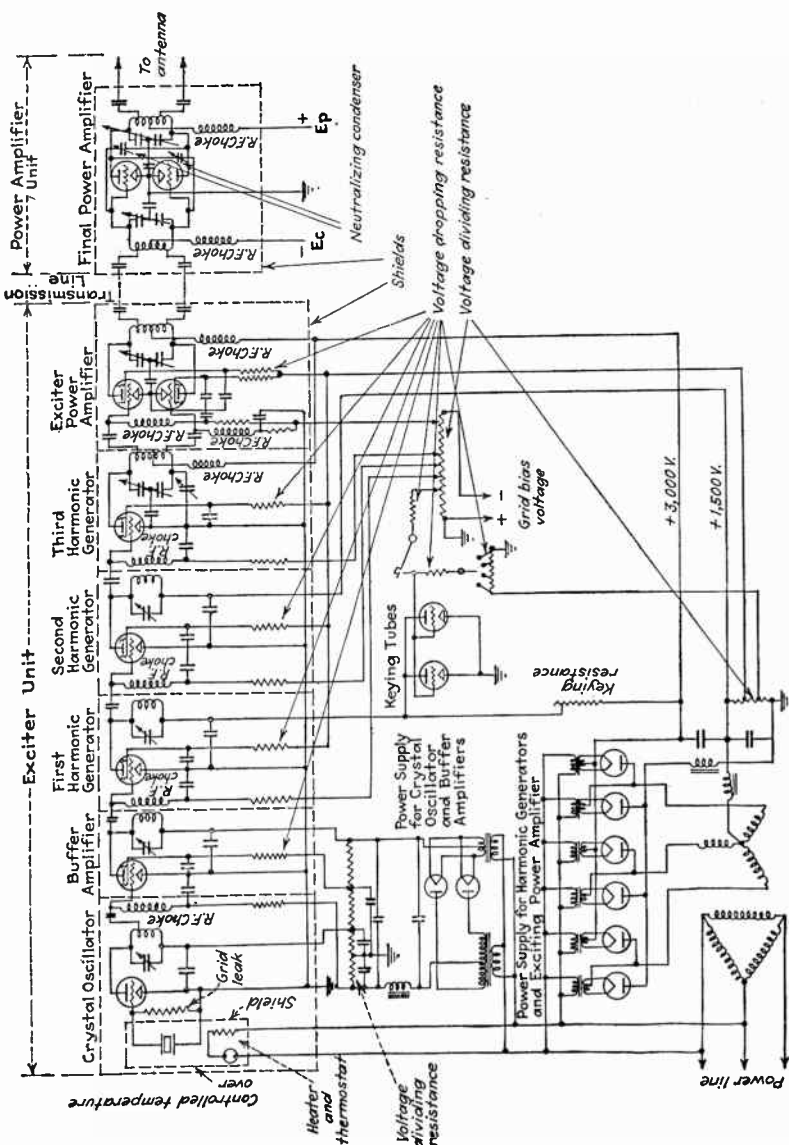 Power Amplifier
Unit
Final Power Amplifier
To
antenna
R.F.Choke
+
Ep
R.F.Choke
-
Ec
Neutralizing condenser
Transmission
Line
Shields
Exciter Unit
Exciter
Power
Amplifier
R.F.Choke
R.F.Choke
R.F.Choke
R.F.Choke
Voltage dropping resistance
Voltage dividing resistance
Third
Harmonic
Generator
R.F.
choke
Second
Harmonic
Generator
R.F.
choke
First
Harmonic
Generator
R.F.
choke
Buffer
Amplifier
R.F.Choke
Crystal Oscillator
Grid
leak
Shield
Controlled temperature
over
Heater
and
thermostat
Voltage
dividing
resistance
+ -
Grid bias
voltage
+3,000 V.
+1,500 V.
Keying Tubes
Keying
resistance
Power Supply
for Crystal
Oscillator
and Buffer
Amplifiers
Power Supply for Harmonic Generators
and Exciting Power Amplifier
Power line